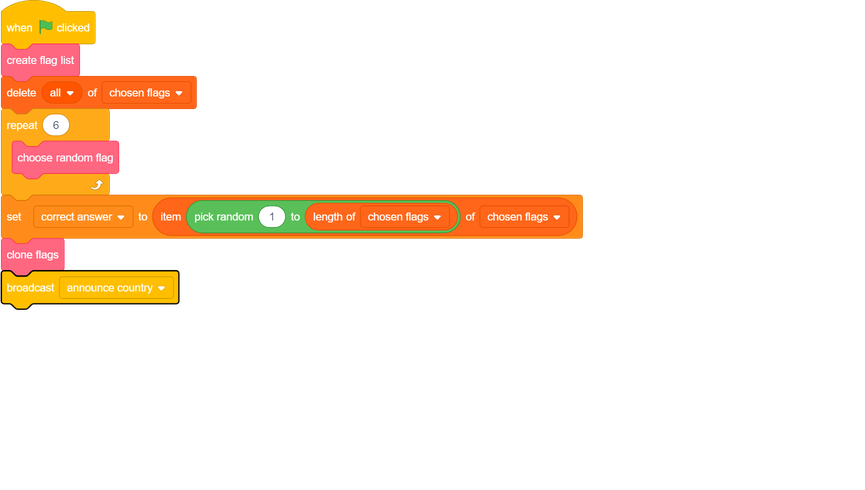 when clicked
create flag list
delete all of chosen flags
repeat 6
choose random flag
set correct answer to item pick random 1 to length of chosen flags of chosen flags
clone flags
broadcast announce country